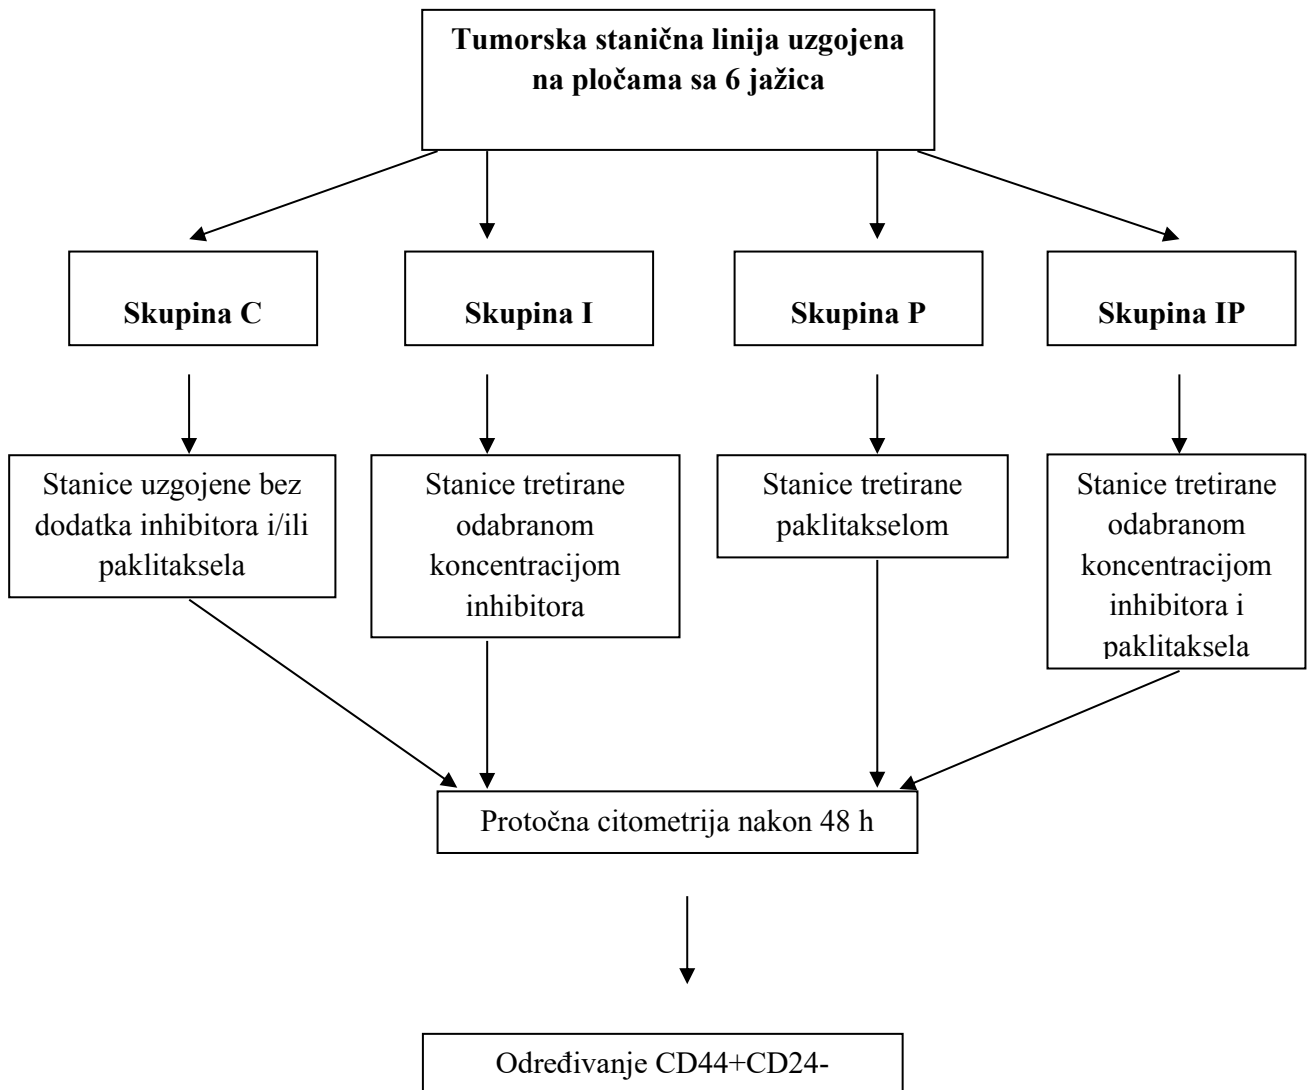 Tumorska stanična linija uzgojena
na pločama sa 6 jažica
Skupina C
Skupina I
Skupina P
Skupina IP
Stanice uzgojene bez
dodatka inhibitora i/ili
paklitaksela
Stanice tretirane
odabranom
koncentracijom
inhibitora
Stanice tretirane
paklitakselom
Stanice tretirane
odabranom
koncentracijom
inhibitora i
paklitaksela
Protočna citometrija nakon 48 h
Određivanje CD44+CD24-